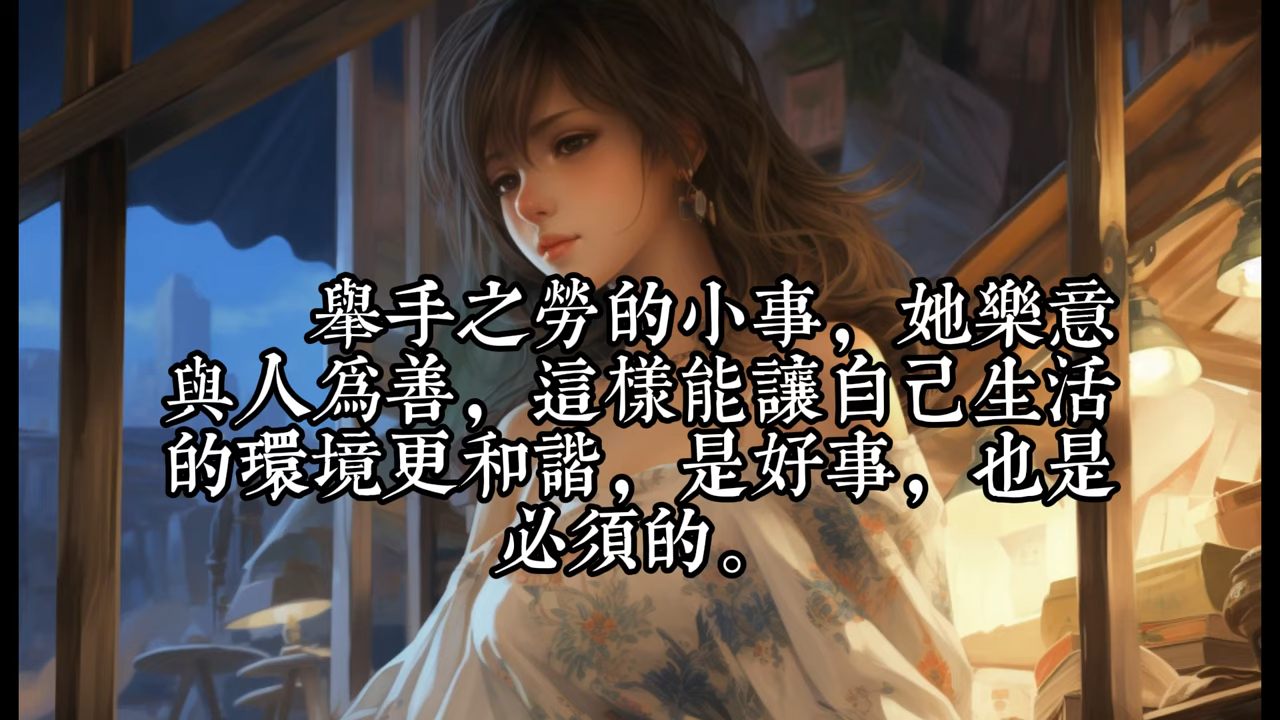 舉手之勞的小事，她樂意
與人爲善，這樣能讓自己生活
的環境更和諧，是好事，也是
必須的。